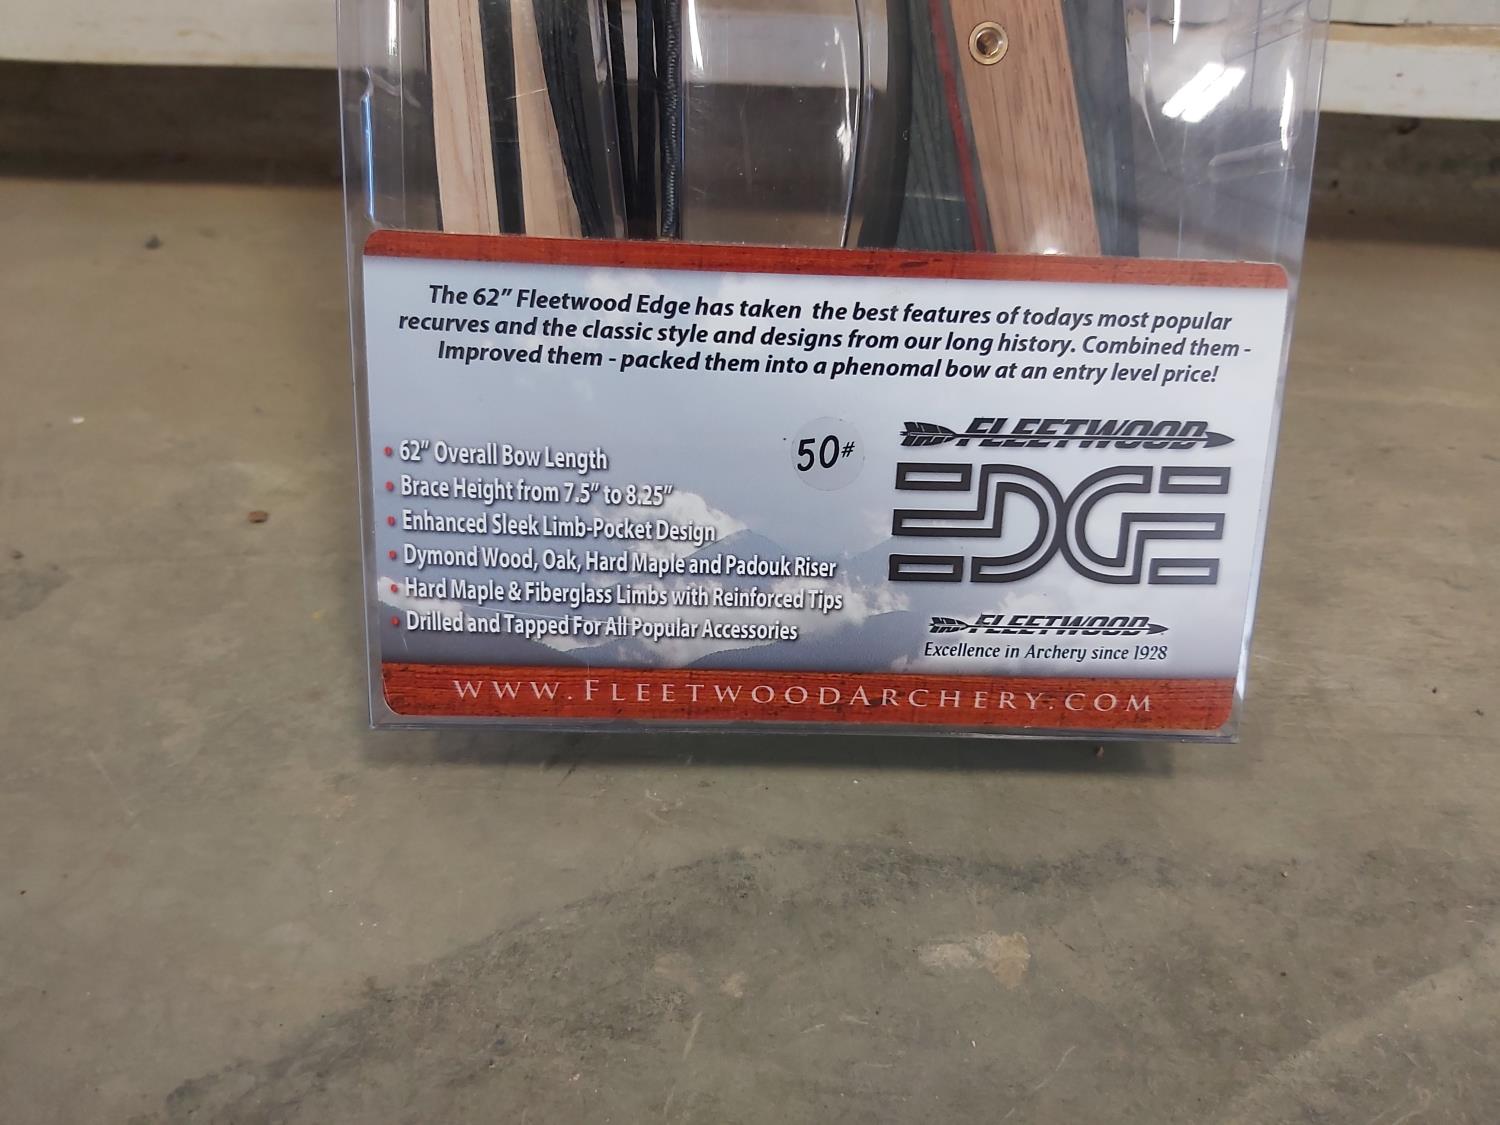 The 62" Fleetwood Edge has taken the best features of todays most popular
recurves and the classic style and designs from our long history. Combined them -
Improved them - packed them into a phenomal bow at an entry level price!
• 62" Overall Bow Length
• Brace Height from 7.5" to 8.25"
• Enhanced Sleek Limb-Pocket Design
• Dymond Wood, Oak, Hard Maple and Padouk Riser
• Hard Maple & Fiberglass Limbs with Reinforced Tips
• Drilled and Tapped For All Popular Accessories
50#
FLEETWOOD
EDGE
FLEETWOOD
Excellence in Archery since 1928
WWW.FLEETWOODARCHERY.COM